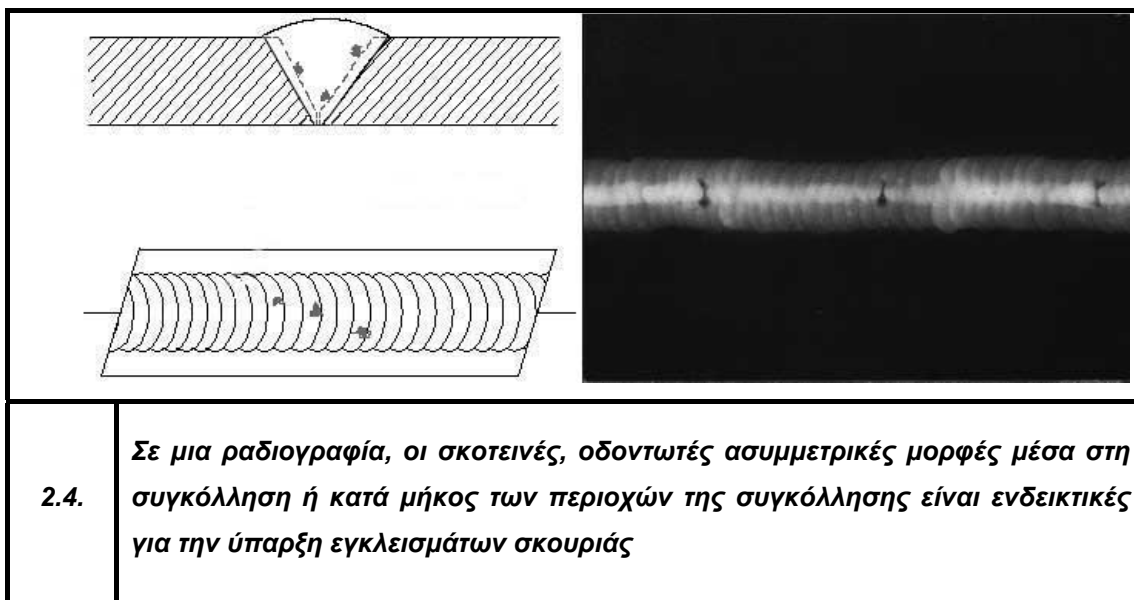 2.4.
Σε μια ραδιογραφία, οι σκοτεινές, οδοντωτές ασυμμετρικές μορφές μέσα στη
συγκόλληση ή κατά μήκος των περιοχών της συγκόλλησης είναι ενδεικτικές
για την ύπαρξη εγκλεισμάτων σκουριάς